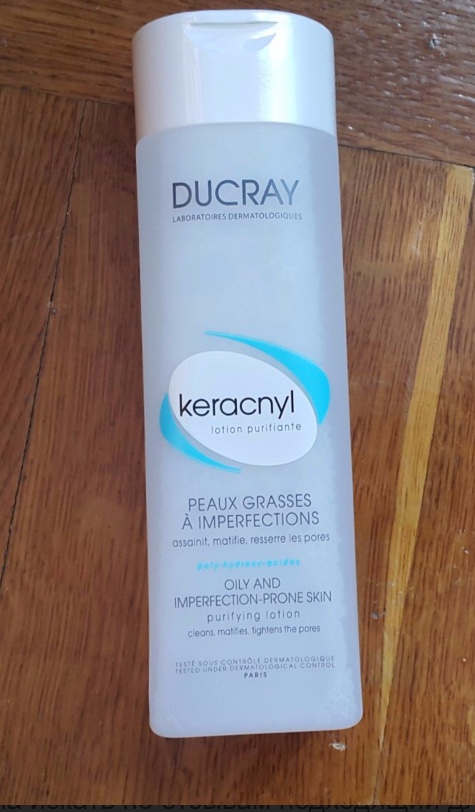 DUCRAY
LABORATOIRES DERMATOLOGIQUES
keracnyl
lotion purifiante
PEAUX GRASSES
À IMPERFECTIONS
assainit, matifie, resserre les pores
poly-hydroxy-acides
OILY AND
IMPERFECTION-PRONE SKIN
purifying lotion
cleans, matifies, tightens the pores
TESTÉ SOUS CONTRÔLE DERMATOLOGIQUE
TESTED UNDER DERMATOLOGICAL CONTROL
PARIS